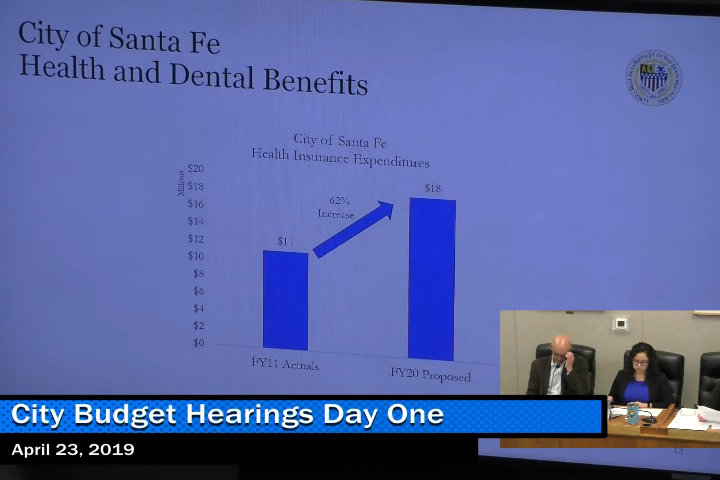 City of Santa Fe
Health and Dental Benefits
City of Santa Fe
Health Insurance Expenditures
Millions
$20
$18
$16
$14
$12
$10
$8
$6
$4
$2
$0
$11
62%
Increase
$18
FY11 Actuals
FY20 Proposed
City Budget Hearings Day One
April 23, 2019